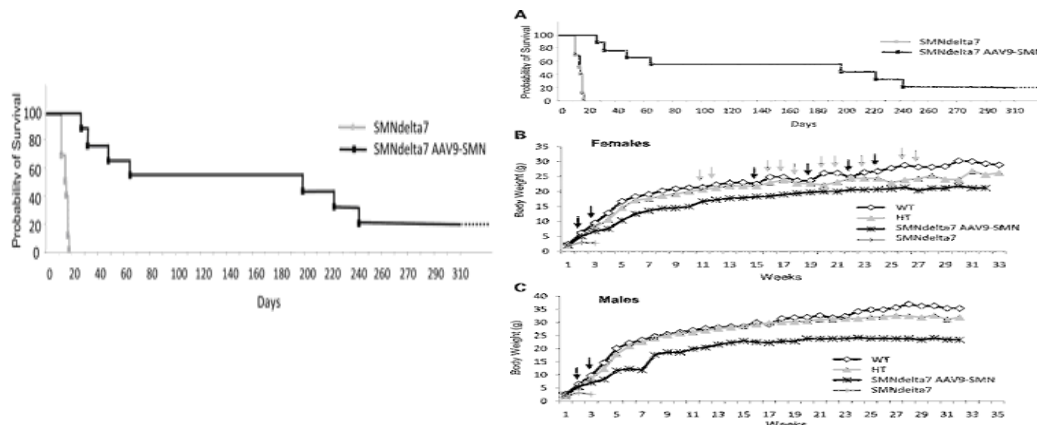 Probability of Survival
100
80
60
40
20
0 20 40 60 80 100 120 140 160 180 200 220 240 260 280 310
Days
SMNdelta7
SMNdelta7 AAV9-SMN
A
Probability of Survival
100
80
60
40
20
0 20 40 60 80 100 120 140 160 180 200 220 240 260 280 300 310
Days
SMNdelta7
SMNdelta7 AAV9-SMN
B
Females
Body Weight (g)
35
30
25
20
15
10
5
0
1 3 5 7 9 11 13 15 17 19 21 23 25 27 29 31 33
Weeks
WT
HT
SMNdelta7 AAV9-SMN
SMNdelta7
C
Males
Body Weight (g)
40
35
30
25
20
15
10
5
0
1 3 5 7 9 11 13 15 17 19 21 23 25 27 29 31 33 35
Weeks
WT
HT
SMNdelta7 AAV9-SMN
SMNdelta7